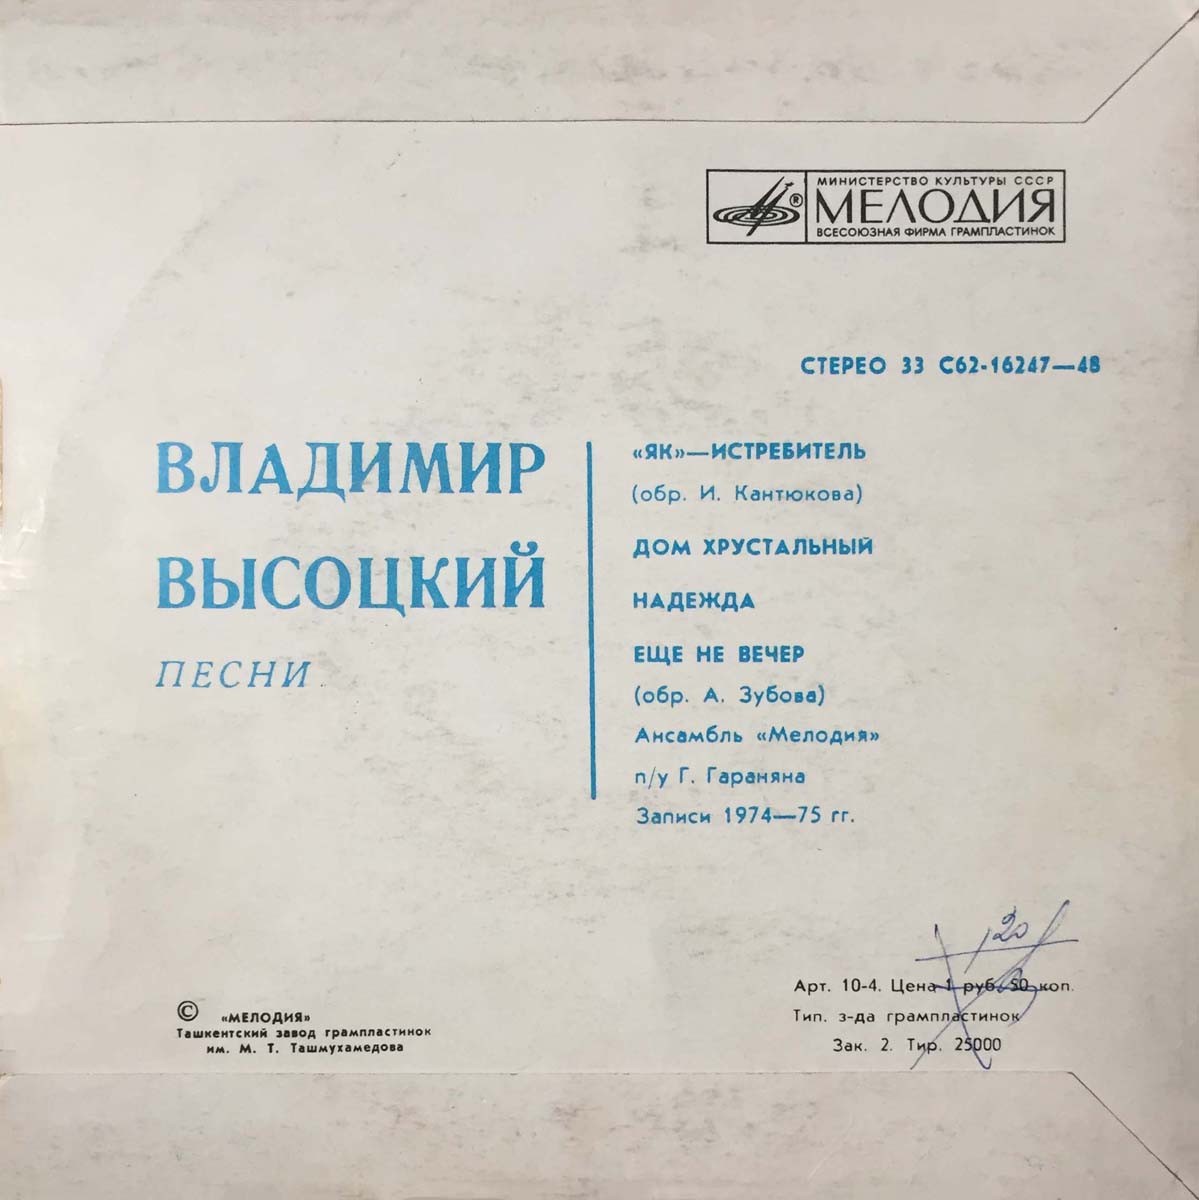 МИНИСТЕРСТВО КУЛЬТУРЫ СССР
МЕЛОДИЯ
ВСЕСОЮЗНАЯ ФИРМА ГРАМПЛАСТИНОК
®
СТЕРЕО 33 С62-16247—48
ВЛАДИМИР
ВЫСОЦКИЙ
ПЕСНИ
«ЯК»—ИСТРЕБИТЕЛЬ
(обр. И. Кантюкова)
ДОМ ХРУСТАЛЬНЫЙ
НАДЕЖДА
ЕЩЕ НЕ ВЕЧЕР
(обр. А. Зубова)
Ансамбль «Мелодия»
п/у Г. Гараняна
Записи 1974—75 гг.
© «МЕЛОДИЯ»
Ташкентский завод грампластинок
им. М. Т. Ташмухамедова
Арт. 10-4. Цена 1 руб. 50 коп.
Тип. з-да грампластинок
Зак. 2. Тир. 25000